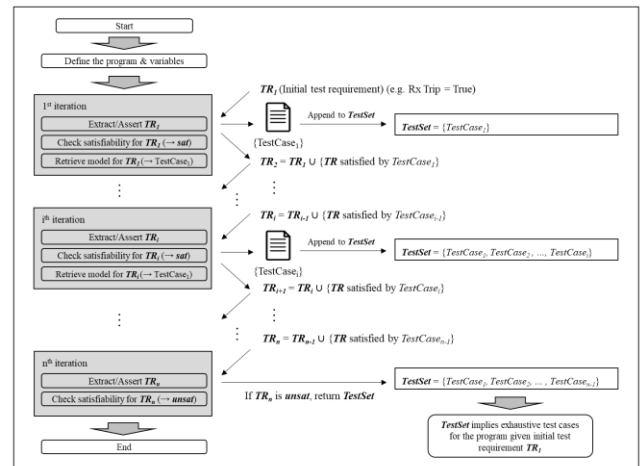 Start
Define the program & variables
1st iteration
Extract/Assert TR1
Check satisfiability for TR1 (→ sat)
Retrieve model for TR1 (→ TestCase1)
TR1 (Initial test requirement) (e.g. Rx Trip = True)
{TestCase1}
Append to TestSet
TestSet = {TestCase1}
TR2 = TR1 ∪ {TR satisfied by TestCase1}
ith iteration
Extract/Assert TRi
Check satisfiability for TRi (→ sat)
Retrieve model for TRi (→ TestCasei)
TRi = TRi-1 ∪ {TR satisfied by TestCasei-1}
{TestCasei}
Append to TestSet
TestSet = {TestCase1, TestCase2, ..., TestCasei}
TRi+1 = TRi ∪ {TR satisfied by TestCasei}
TRn = TRn-1 ∪ {TR satisfied by TestCasen-1}
nth iteration
Extract/Assert TRn
Check satisfiability for TRn (→ unsat)
If TRn is unsat, return TestSet
TestSet = {TestCase1, TestCase2, ... , TestCasen-1}
End
TestSet implies exhaustive test cases
for the program given initial test
requirement TR1